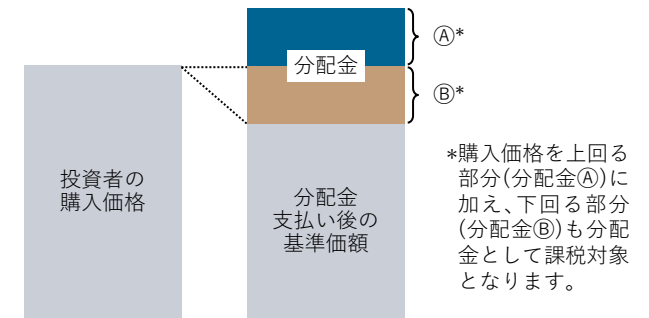 Ⓐ*
分配金
Ⓑ*
投資者の
購入価格
分配金
支払い後の
基準価額
*購入価格を上回る
部分(分配金Ⓐ)に
加え、下回る部分
(分配金Ⓑ)も分配
金として課税対象
となります。